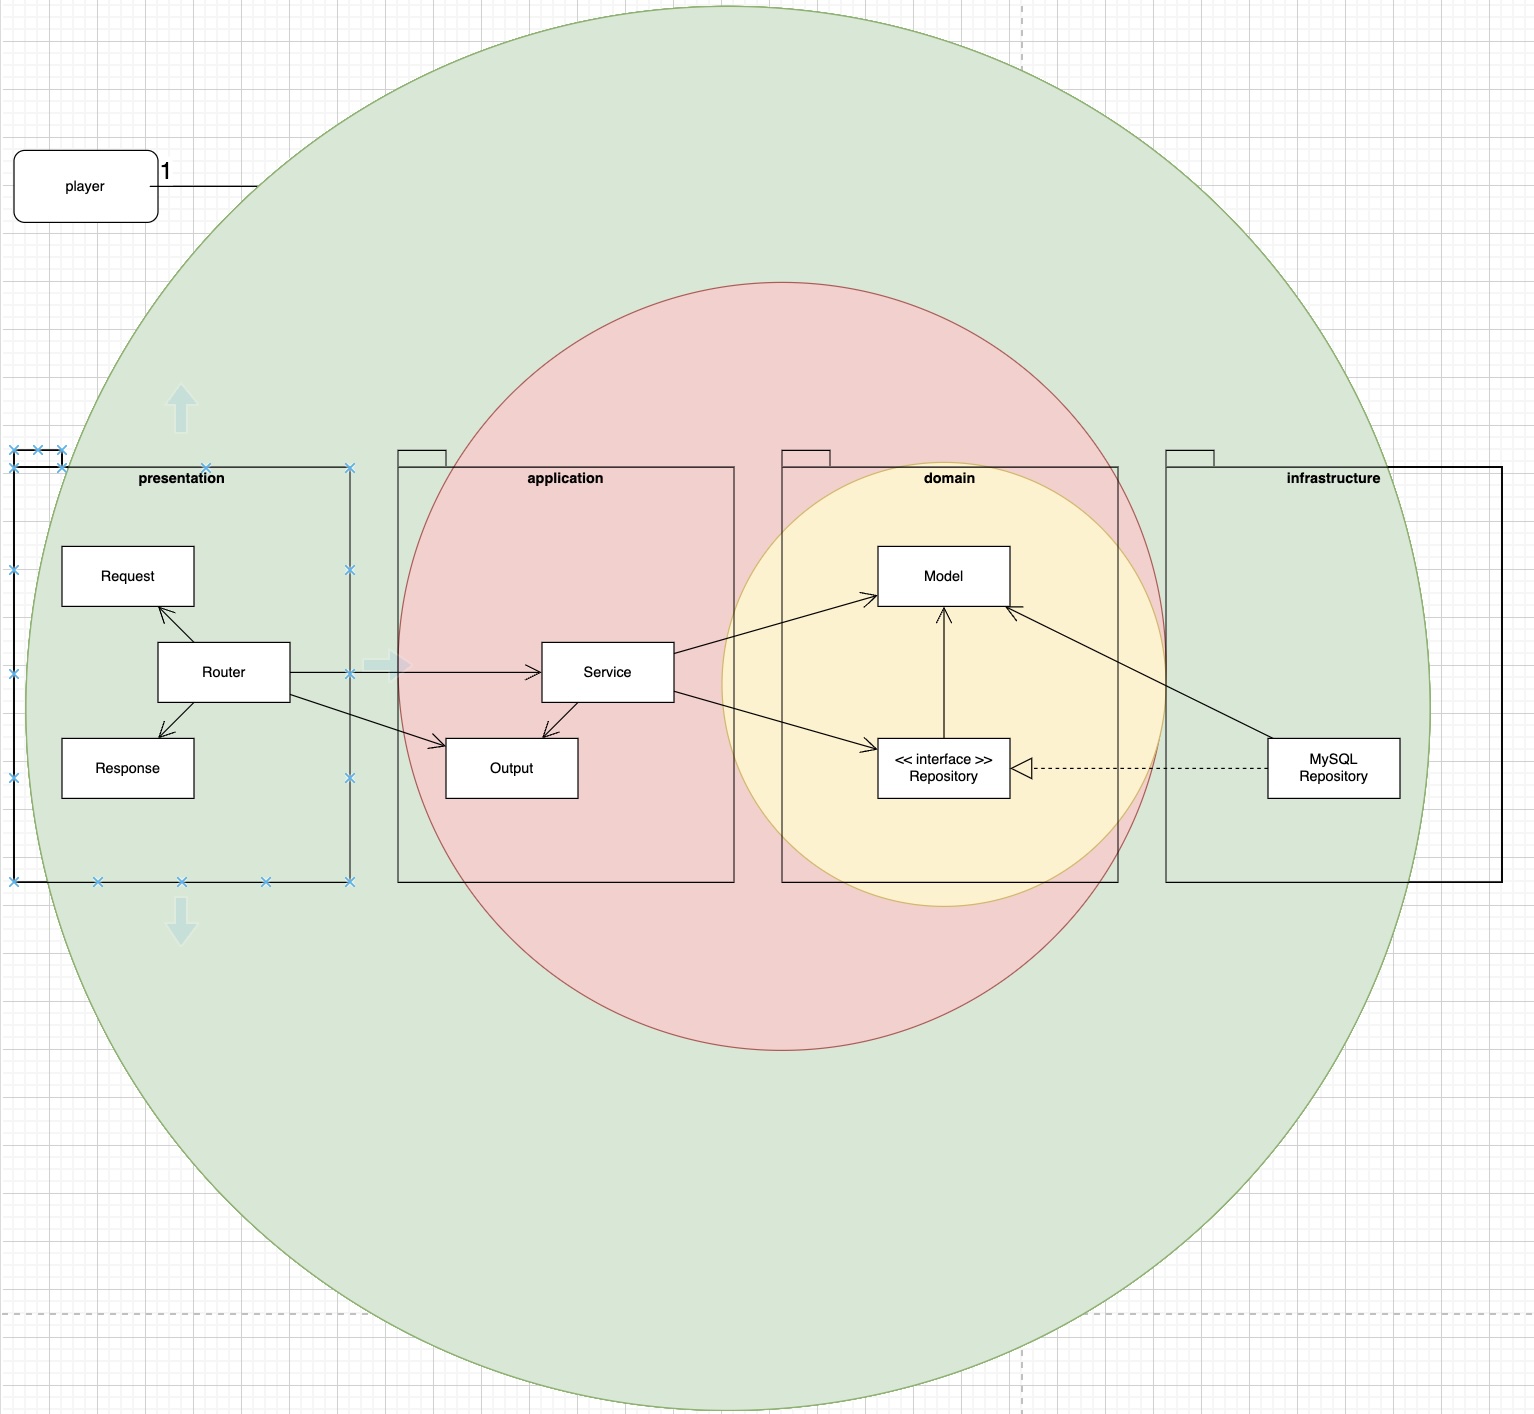 player
1
presentation
application
domain
infrastructure
Request
Model
Router
Service
Response
Output
<< interface >>
Repository
MySQL
Repository